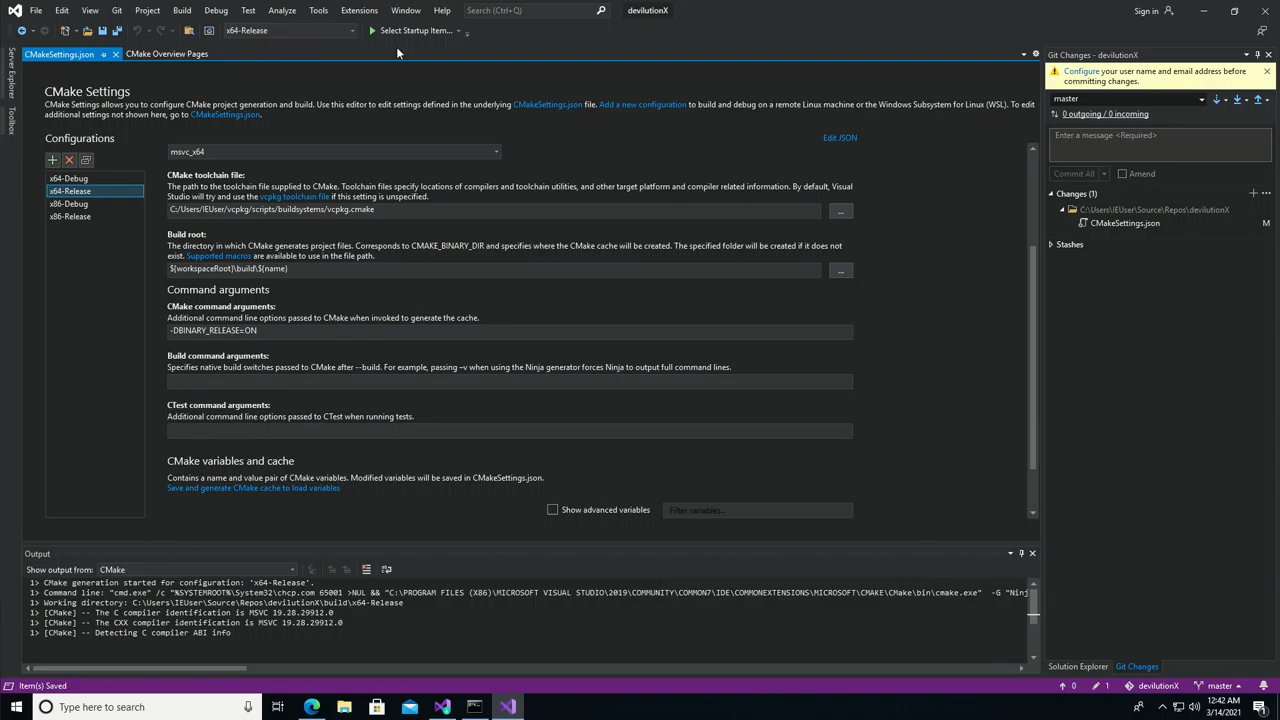 File Edit View Git Project Build Debug Test Analyze Tools Extensions Window Help Search (Ctrl+Q) devilutionX Sign in
x64-Release Select Startup Item...
CMakeSettings.json CMake Overview Pages Git Changes - devilutionX
Server Explorer
Toolbox
CMake Settings
CMake Settings allows you to configure CMake project generation and build. Use this editor to edit settings defined in the underlying CMakeSettings.json file. Add a new configuration to build and debug on a remote Linux machine or the Windows Subsystem for Linux (WSL). To edit
additional settings not shown here, go to CMakeSettings.json.
Configurations
Edit JSON
x64-Debug
x64-Release
x86-Debug
x86-Release
msvc_x64
CMake toolchain file:
The path to the toolchain file supplied to CMake. Toolchain files specify locations of compilers and toolchain utilities, and other target platform and compiler related information. By default, Visual
Studio will try and use the vcpkg toolchain file if this setting is unspecified.
C:/Users/IEUser/vcpkg/scripts/buildsystems/vcpkg.cmake
...
Build root:
The directory in which CMake generates project files. Corresponds to CMAKE_BINARY_DIR and specifies where the CMake cache will be created. The specified folder will be created if it does not
exist. Supported macros are available to use in the file path.
${workspaceRoot}\build\${name}
...
Command arguments
CMake command arguments:
Additional command line options passed to CMake when invoked to generate the cache.
-DBINARY_RELEASE=ON
Build command arguments:
Specifies native build switches passed to CMake after --build. For example, passing –v when using the Ninja generator forces Ninja to output full command lines.
CTest command arguments:
Additional command line options passed to CTest when running tests.
CMake variables and cache
Contains a name and value pair of CMake variables. Modified variables will be saved in CMakeSettings.json.
Save and generate CMake cache to load variables
Show advanced variables Filter variables...
Configure your user name and email address before
committing changes.
master
0 outgoing / 0 incoming
Enter a message <Required>
Commit All Amend
Changes (1)
C:\Users\IEUser\Source\Repos\devilutionX
CMakeSettings.json M
Stashes
Output
Show output from: CMake
1> CMake generation started for configuration: 'x64-Release'.
1> Command line: "cmd.exe" /c "%SYSTEMROOT%\System32\chcp.com 65001 >NUL && "C:\PROGRAM FILES (X86)\MICROSOFT VISUAL STUDIO\2019\COMMUNITY\COMMON7\IDE\COMMONEXTENSIONS\MICROSOFT\CMAKE\CMake\bin\cmake.exe" -G "Ninj
1> Working directory: C:\Users\IEUser\Source\Repos\devilutionX\build\x64-Release
1> [CMake] -- The C compiler identification is MSVC 19.28.29912.0
1> [CMake] -- The CXX compiler identification is MSVC 19.28.29912.0
1> [CMake] -- Detecting C compiler ABI info
Solution Explorer Git Changes
Item(s) Saved 0 1 devilutionX master
Type here to search
12:42 AM
3/14/2021